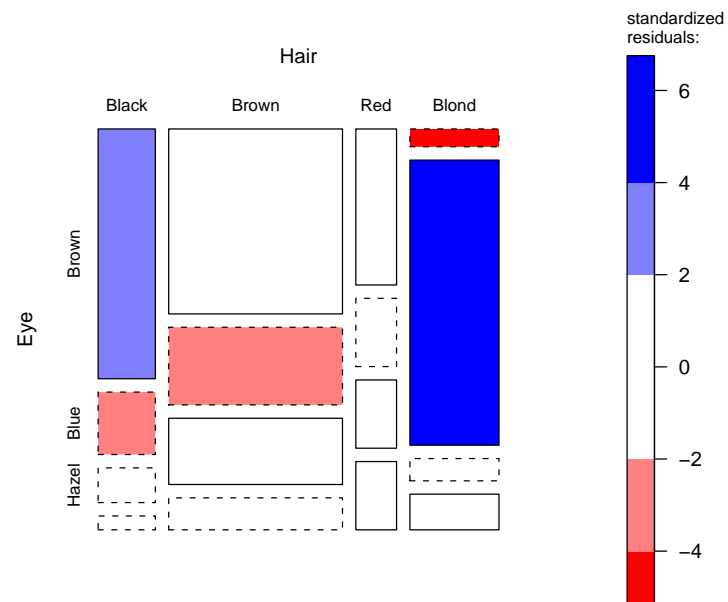 standardized
residuals:
Hair
Black Brown Red Blond
Eye
Brown
Blue
Hazel
6
4
2
0
−2
−4